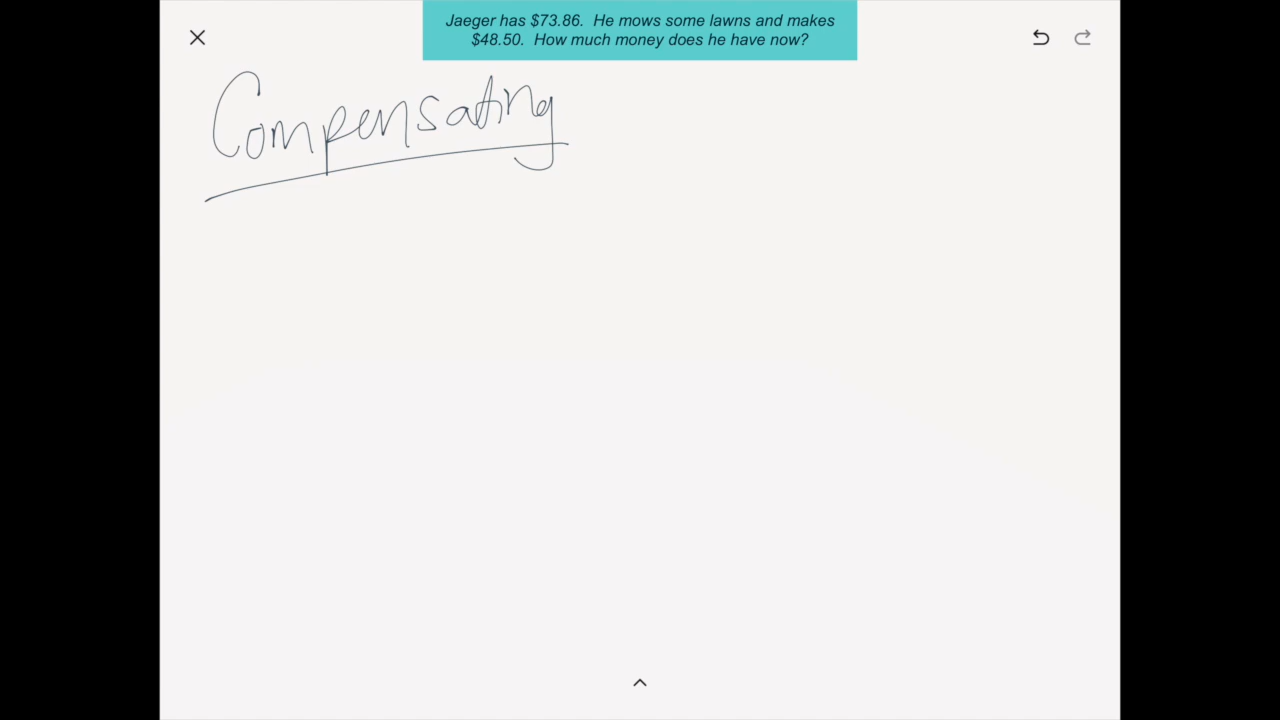 Jaeger has $73.86.  He mows some lawns and makes
$48.50.  How much money does he have now?
Compensating